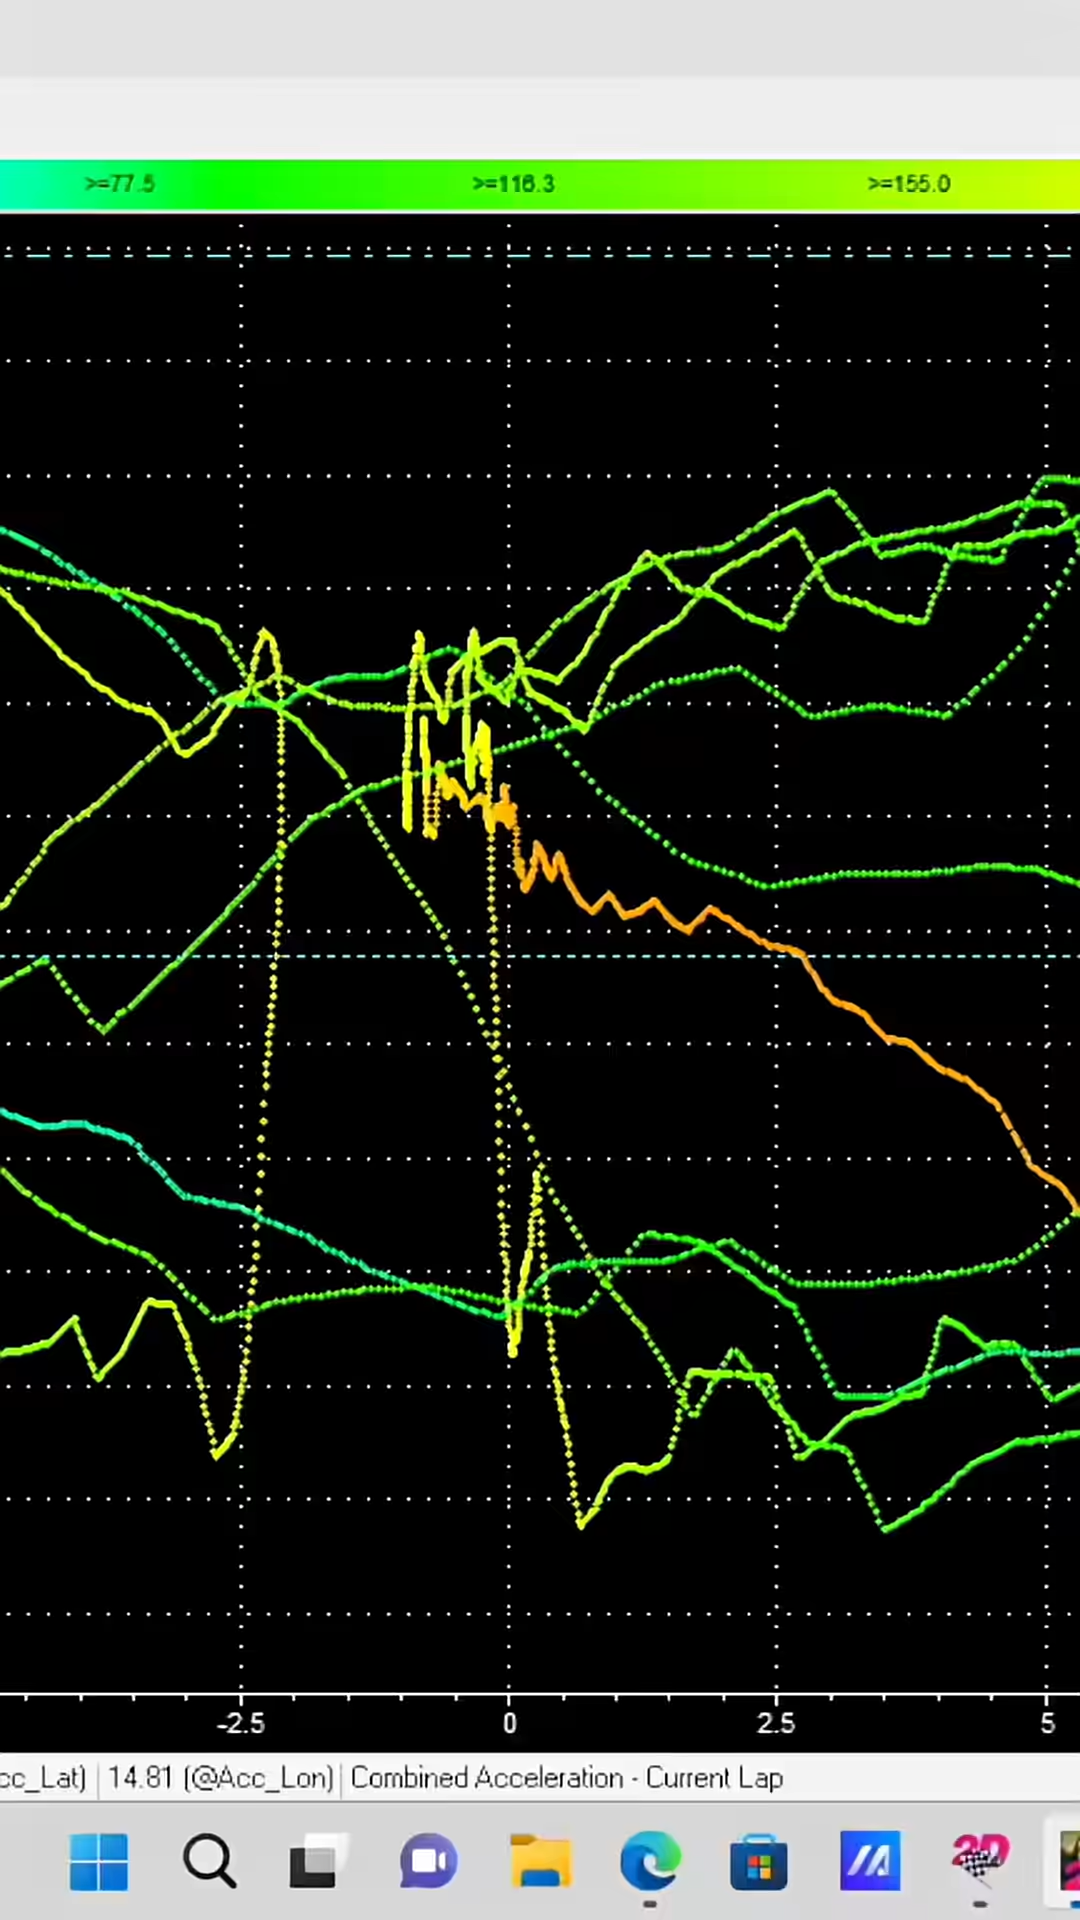 >=77.5 >=116.3 >=155.0
-2.5 0 2.5 5
cc_Lat) 14.81 (@Acc_Lon) Combined Acceleration - Current Lap
2D